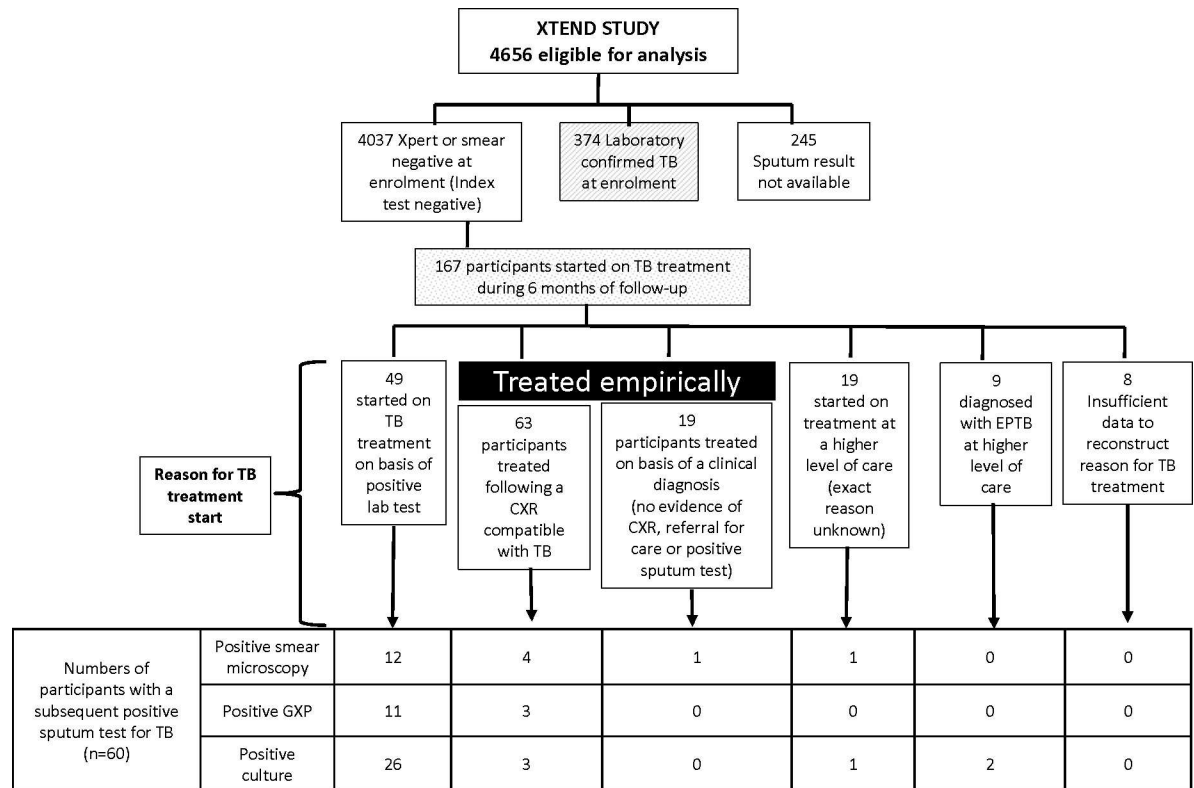 XTEND STUDY
4656 eligible for analysis
4037 Xpert or smear
negative at
enrolment (Index
test negative)
374 Laboratory
confirmed TB
at enrolment
245
Sputum result
not available
167 participants started on TB treatment
during 6 months of follow-up
Reason for TB
treatment
start
49
started on
TB
treatment
on basis of
positive
lab test
Treated empirically
63
participants
treated
following a
CXR
compatible
with TB
19
participants treated
on basis of a clinical
diagnosis
(no evidence of
CXR, referral for
care or positive
sputum test)
19
started on
treatment at
a higher
level of care
(exact
reason
unknown)
9
diagnosed
with EPTB
at higher
level of
care
8
Insufficient
data to
reconstruct
reason for TB
treatment
Numbers of
participants with a
subsequent positive
sputum test for TB
(n=60)
Positive smear
microscopy
12 4 1 1 0 0
Positive GXP
11 3 0 0 0 0
Positive
culture
26 3 0 1 2 0